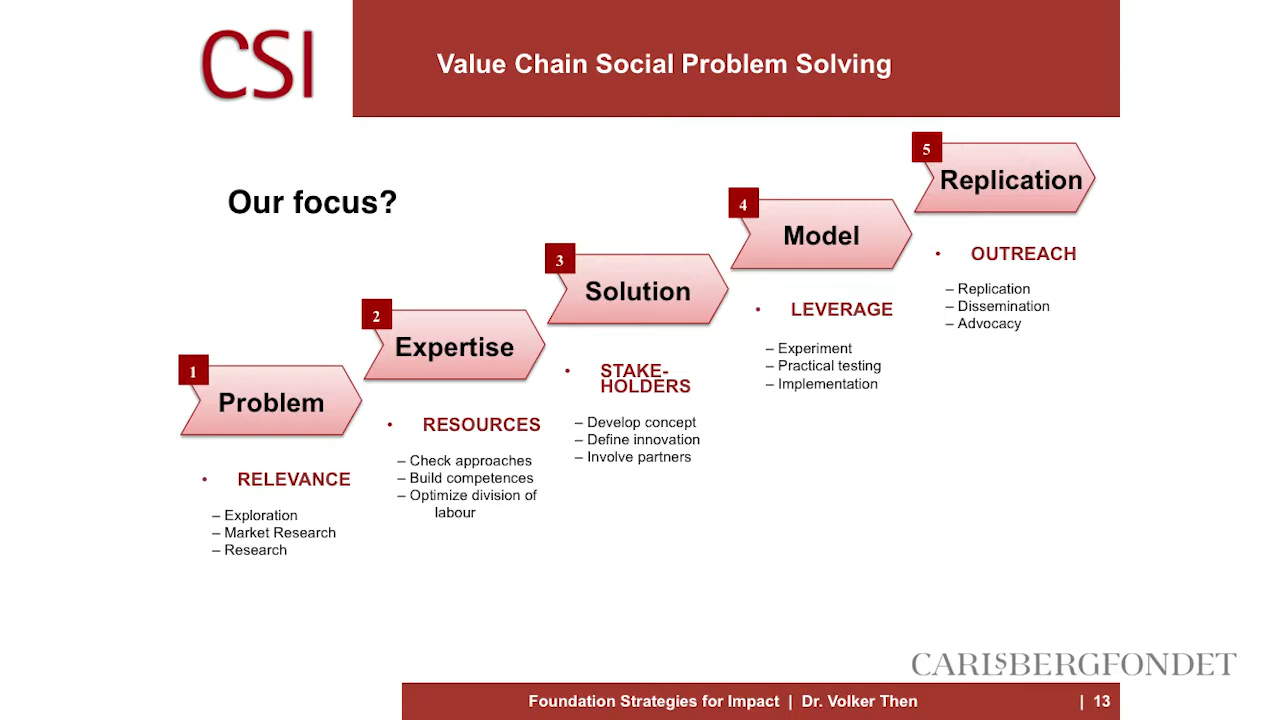 CSI
Value Chain Social Problem Solving
Our focus?
1
Problem
• RELEVANCE
– Exploration
– Market Research
– Research
2
Expertise
• RESOURCES
– Check approaches
– Build competences
– Optimize division of
labour
3
Solution
• STAKE-
HOLDERS
– Develop concept
– Define innovation
– Involve partners
4
Model
• LEVERAGE
– Experiment
– Practical testing
– Implementation
5
Replication
• OUTREACH
– Replication
– Dissemination
– Advocacy
CARLSBERGFONDET
Foundation Strategies for Impact | Dr. Volker Then | 13